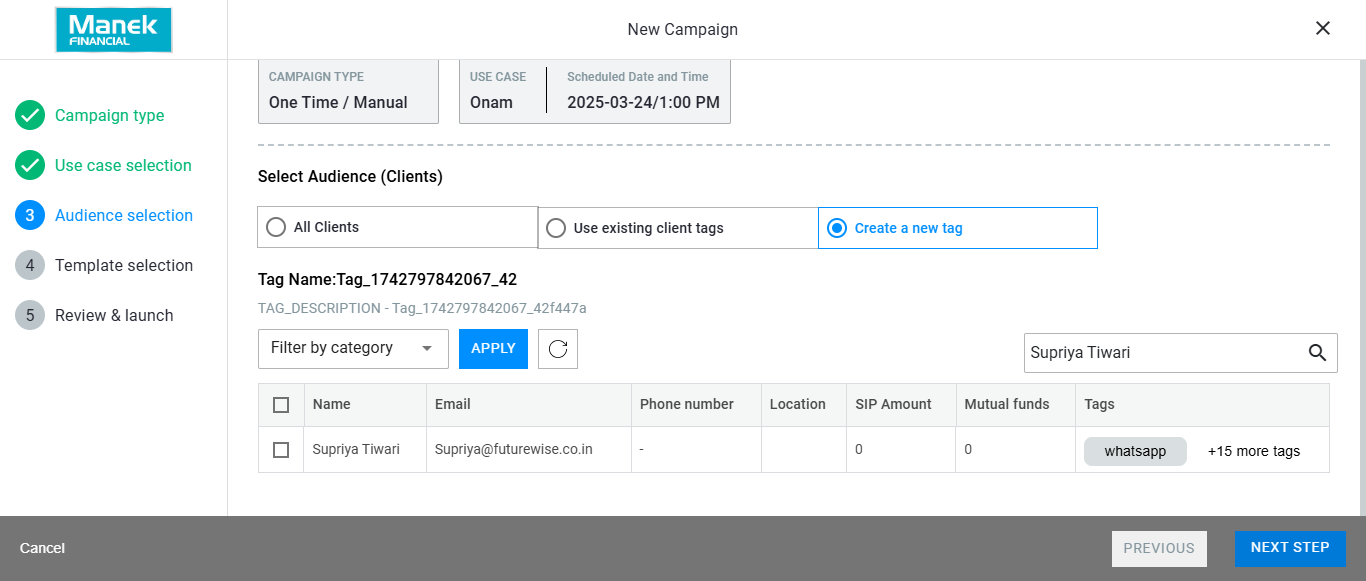 Manek
FINANCIAL
New Campaign
CAMPAIGN TYPE
One Time / Manual
USE CASE
Onam
Scheduled Date and Time
2025-03-24/1:00 PM
Campaign type
Use case selection
3 Audience selection
4 Template selection
5 Review & launch
Select Audience (Clients)
All Clients
Use existing client tags
Create a new tag
Tag Name:Tag_1742797842067_42
TAG_DESCRIPTION - Tag_1742797842067_42f447a
Filter by category
APPLY
Supriya Tiwari
Name Email Phone number Location SIP Amount Mutual funds Tags
Supriya Tiwari Supriya@futurewise.co.in - 0 0 whatsapp +15 more tags
Cancel
PREVIOUS
NEXT STEP